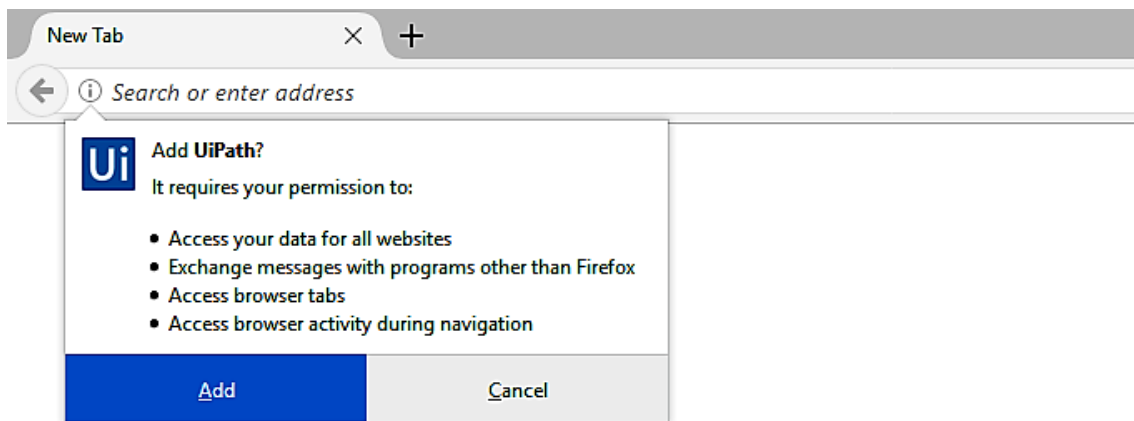 New Tab
Search or enter address
Ui
Add UiPath?
It requires your permission to:
• Access your data for all websites
• Exchange messages with programs other than Firefox
• Access browser tabs
• Access browser activity during navigation
Add Cancel